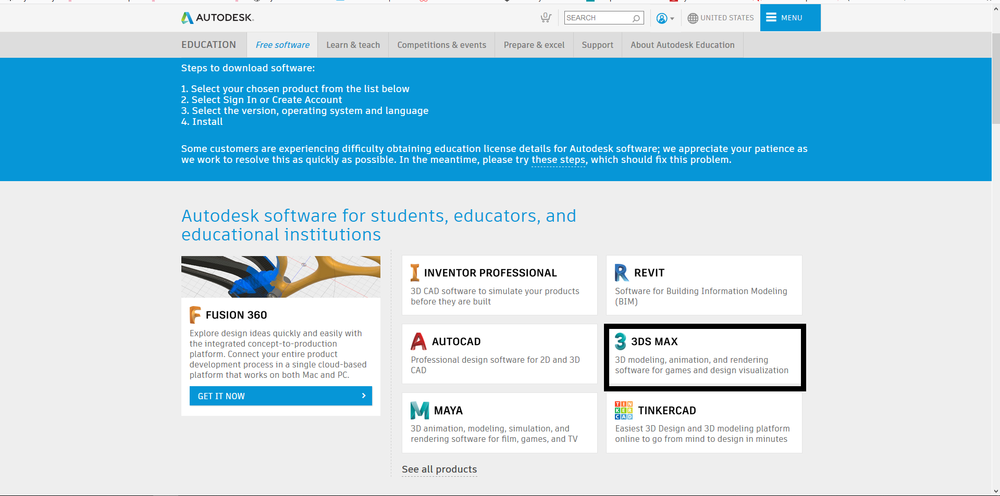 AUTODESK.
0
SEARCH
UNITED STATES
MENU
EDUCATION
Free software
Learn & teach
Competitions & events
Prepare & excel
Support
About Autodesk Education
Steps to download software:
1. Select your chosen product from the list below
2. Select Sign In or Create Account
3. Select the version, operating system and language
4. Install
Some customers are experiencing difficulty obtaining education license details for Autodesk software; we appreciate your patience as
we work to resolve this as quickly as possible. In the meantime, please try these steps, which should fix this problem.
Autodesk software for students, educators, and
educational institutions
FUSION 360
Explore design ideas quickly and easily with
the integrated concept-to-production
platform. Connect your entire product
development process in a single cloud-based
platform that works on both Mac and PC.
GET IT NOW
INVENTOR PROFESSIONAL
3D CAD software to simulate your products
before they are built
REVIT
Software for Building Information Modeling
(BIM)
AUTOCAD
Professional design software for 2D and 3D
CAD
3DS MAX
3D modeling, animation, and rendering
software for games and design visualization
MAYA
3D animation, modeling, simulation, and
rendering software for film, games, and TV
TIN
KER
CAD
TINKERCAD
Easiest 3D Design and 3D modeling platform
online to go from mind to design in minutes
See all products